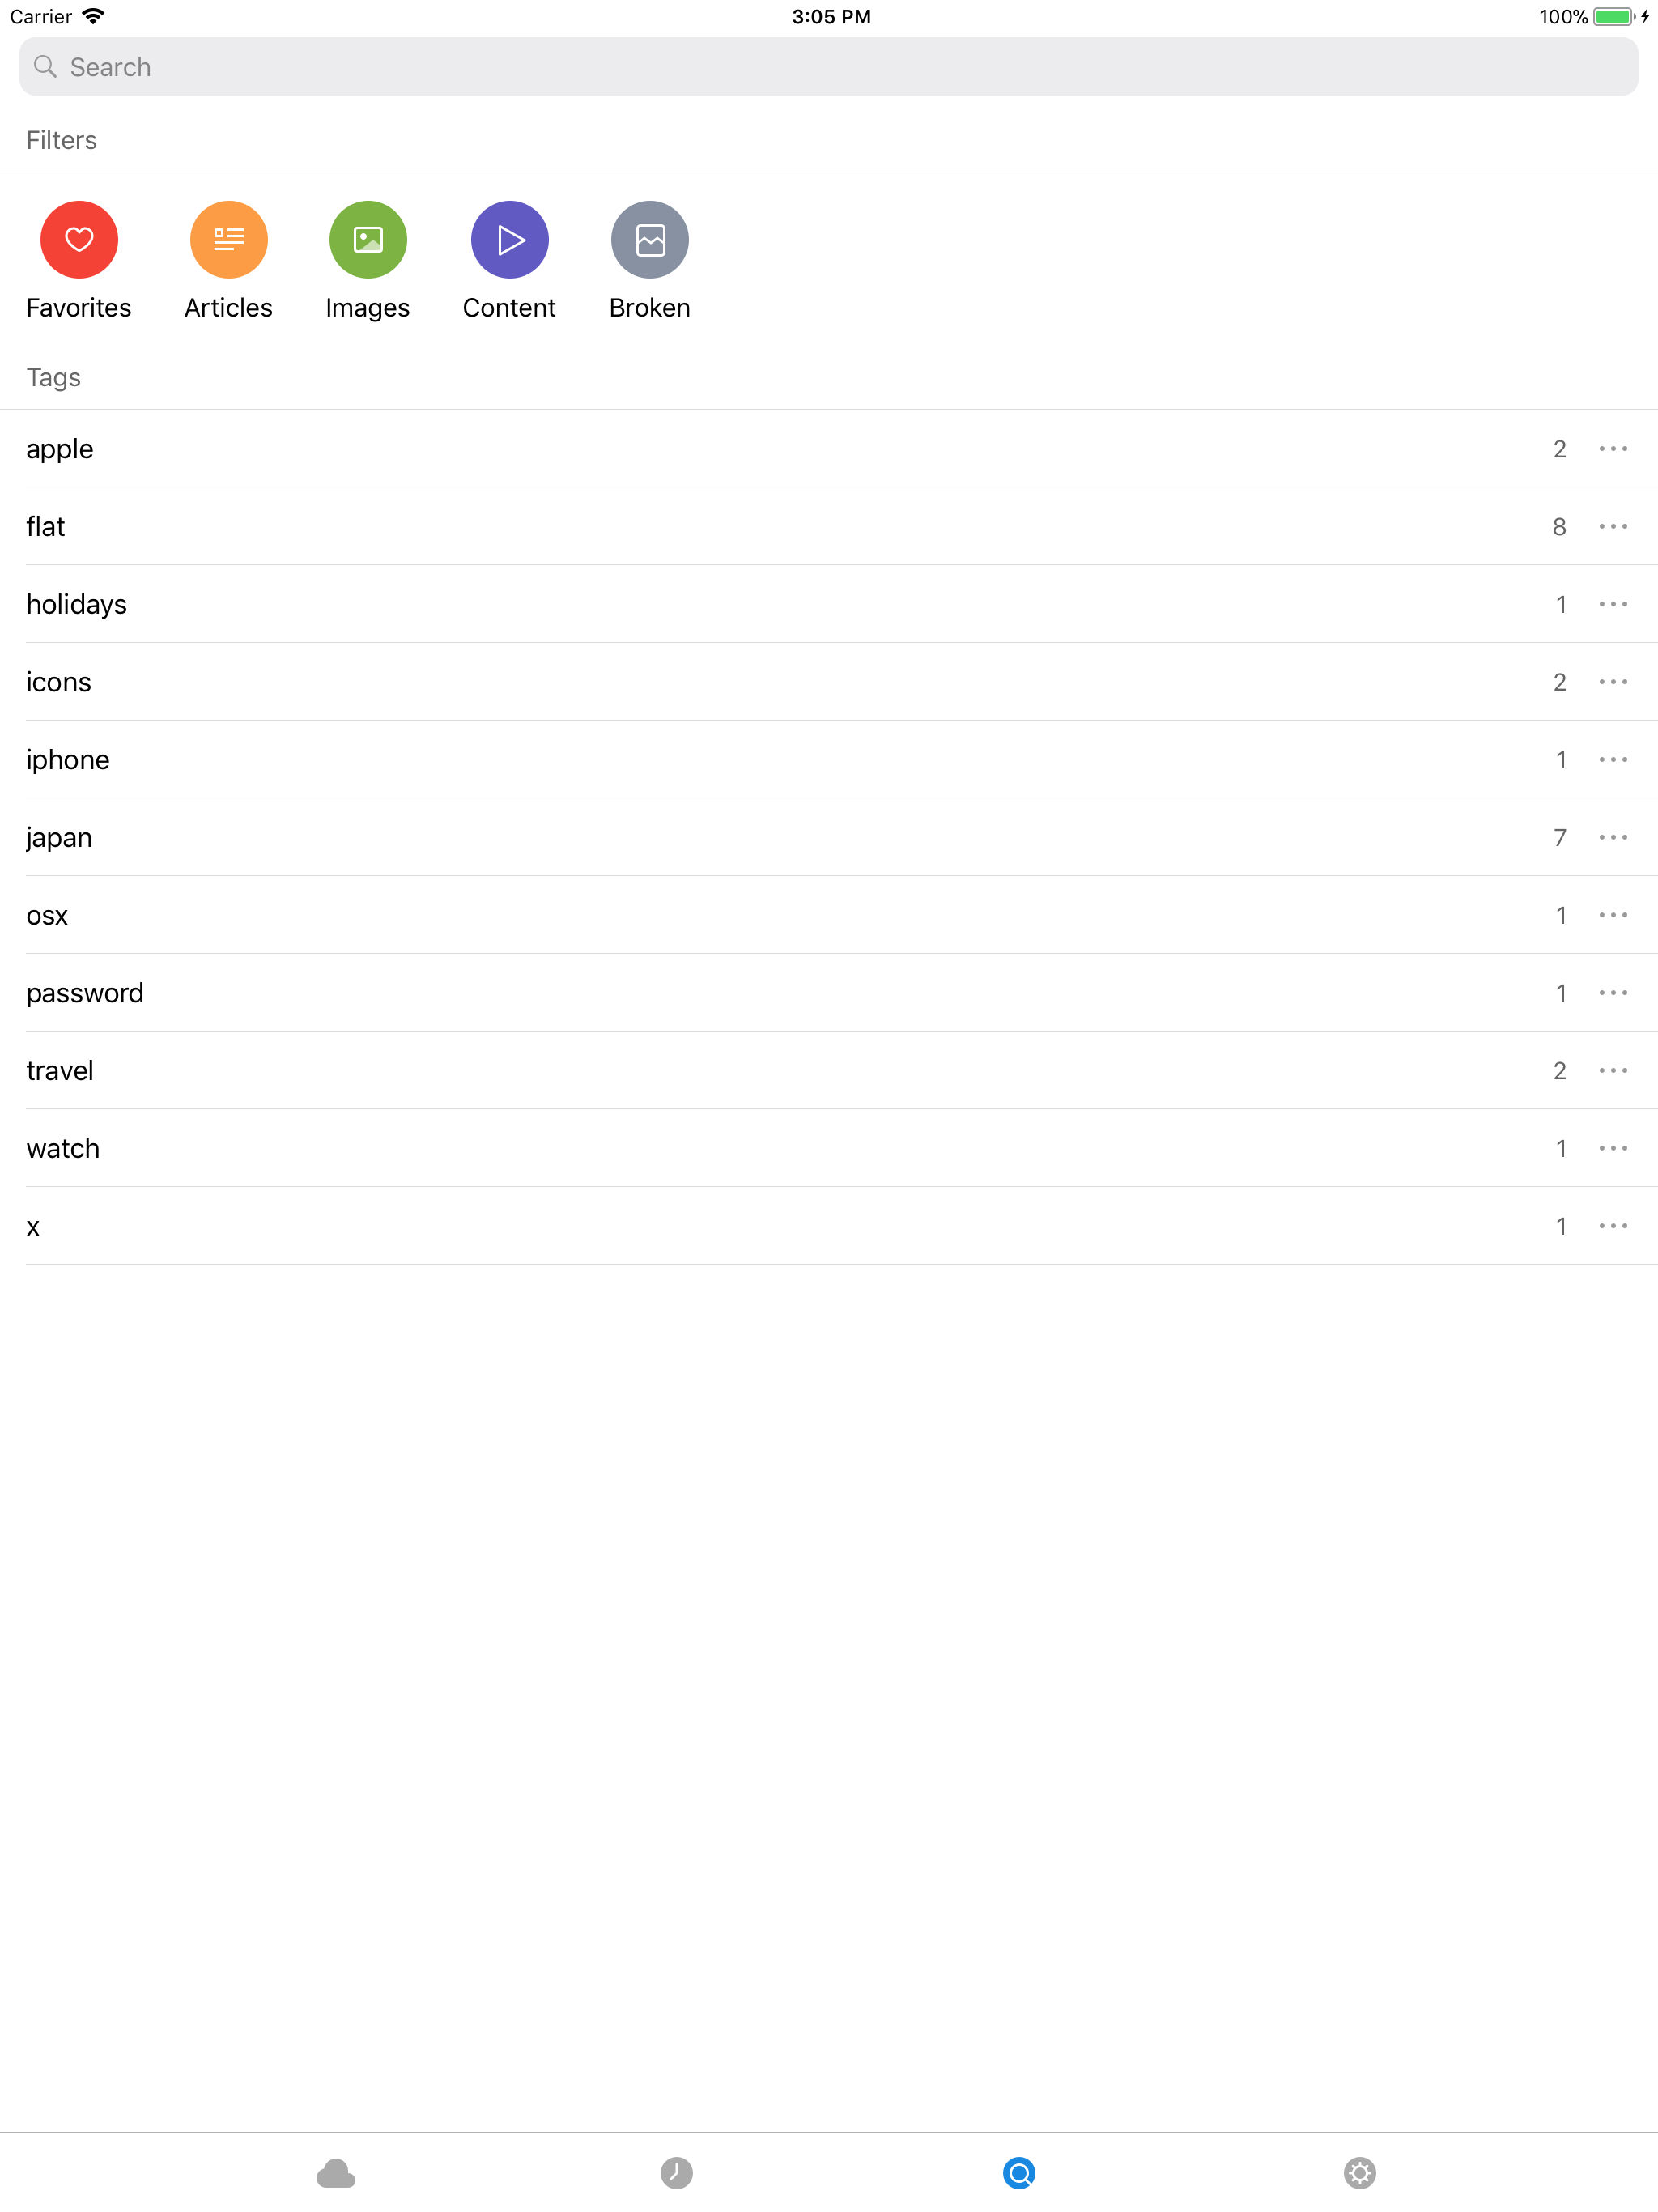 Carrier 3:05 PM 100%
Search
Filters
Favorites Articles Images Content Broken
Tags
apple 2
flat 8
holidays 1
icons 2
iphone 1
japan 7
osx 1
password 1
travel 2
watch 1
x 1